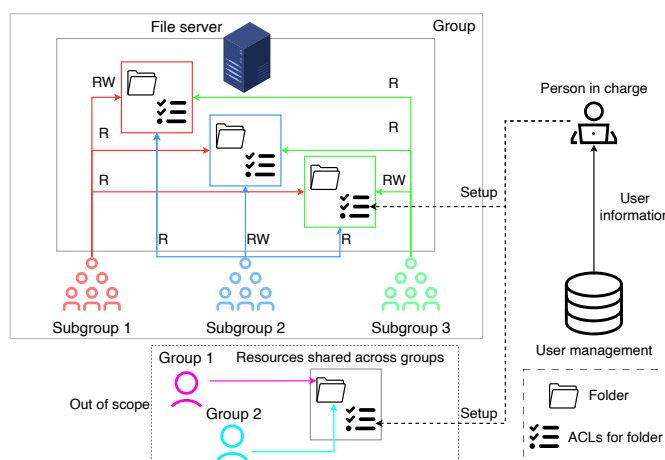 Group
File server
RW
R
Person in charge
R
R
R
RW
Setup
User
information
R
RW
R
Subgroup 1
Subgroup 2
Subgroup 3
User management
Group 1
Resources shared across groups
Out of scope
Group 2
Setup
Folder
ACLs for folder